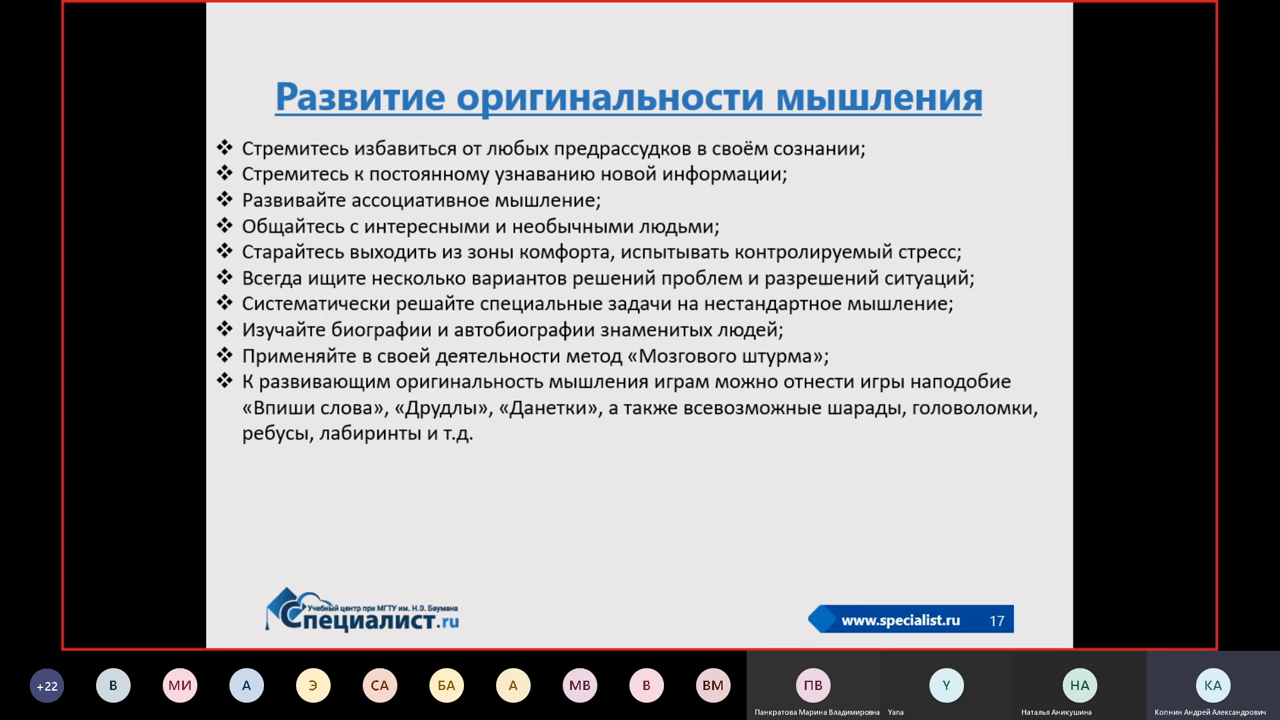 Развитие оригинальности мышления
❖ Стремитесь избавиться от любых предрассудков в своём сознании;
❖ Стремитесь к постоянному узнаванию новой информации;
❖ Развивайте ассоциативное мышление;
❖ Общайтесь с интересными и необычными людьми;
❖ Старайтесь выходить из зоны комфорта, испытывать контролируемый стресс;
❖ Всегда ищите несколько вариантов решений проблем и разрешений ситуаций;
❖ Систематически решайте специальные задачи на нестандартное мышление;
❖ Изучайте биографии и автобиографии знаменитых людей;
❖ Применяйте в своей деятельности метод «Мозгового штурма»;
❖ К развивающим оригинальность мышления играм можно отнести игры наподобие
«Впиши слова», «Друдлы», «Данетки», а также всевозможные шарады, головоломки,
ребусы, лабиринты и т.д.
Учебный центр при МГТУ им. Н.Э. Баумана
Специалист.ru
www.specialist.ru 17
+22 В МИ А Э СА БА А МВ В ВМ ПВ Y НА КА
Панкратова Марина Владимировна Yana Наталья Аникушина Копнин Андрей Александрович